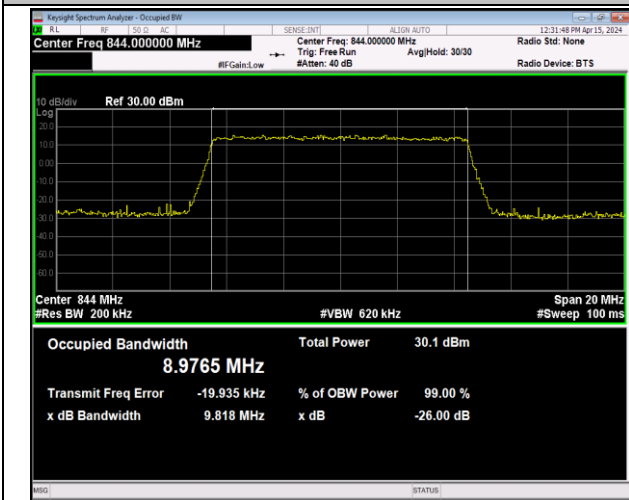 Keysight Spectrum Analyzer - Occupied BW
RL RF 50 Ω AC SENSE:INT ALIGN AUTO 12:31:48 PM Apr 15, 2024
Center Freq 844.000000 MHz Center Freq: 844.000000 MHz Radio Std: None
Trig: Free Run Avg|Hold: 30/30
#IFGain:Low #Atten: 40 dB Radio Device: BTS
10 dB/div Ref 30.00 dBm
Log
20.0
10.0
0.00
-10.0
-20.0
-30.0
-40.0
-50.0
-60.0
Center 844 MHz Span 20 MHz
#Res BW 200 kHz #VBW 620 kHz #Sweep 100 ms
Occupied Bandwidth Total Power 30.1 dBm
8.9765 MHz
Transmit Freq Error -19.935 kHz % of OBW Power 99.00 %
x dB Bandwidth 9.818 MHz x dB -26.00 dB
MSG STATUS